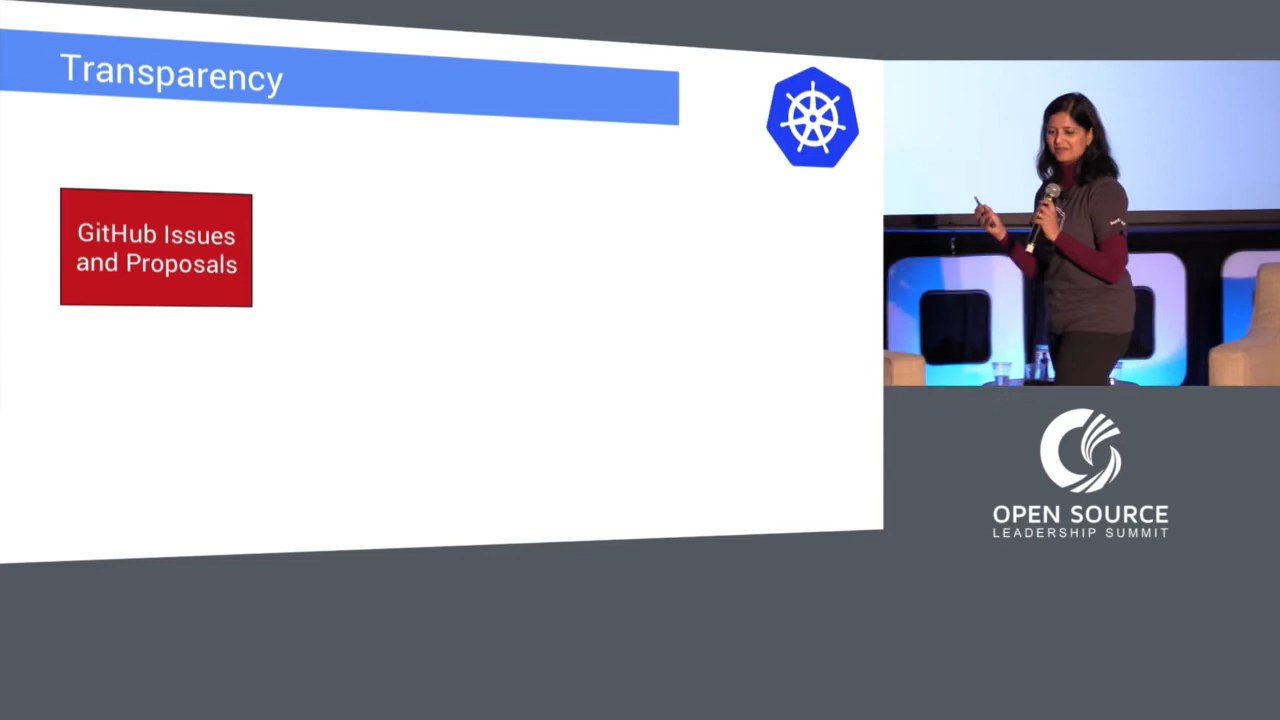 Transparency
GitHub Issues
and Proposals
OPEN SOURCE
LEADERSHIP SUMMIT